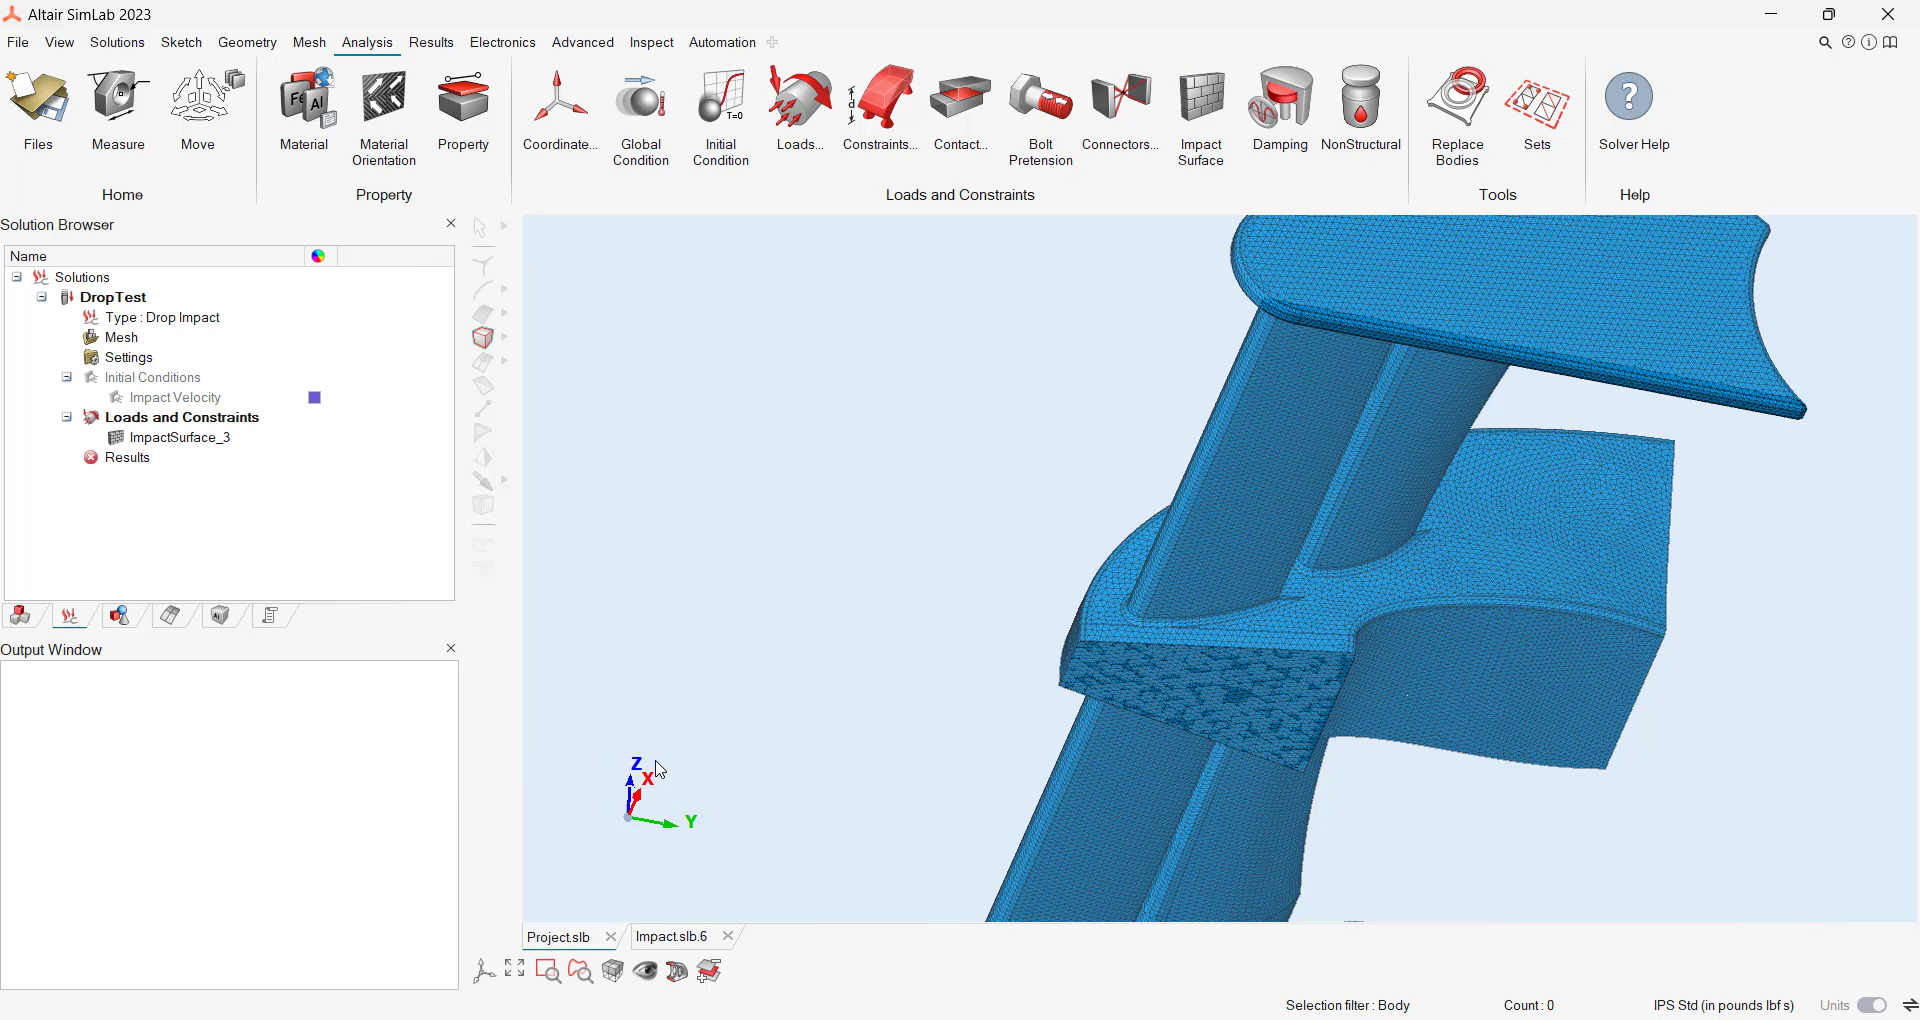 Altair SimLab 2023
File View Solutions Sketch Geometry Mesh Analysis Results Electronics Advanced Inspect Automation
Files Measure Move Material Material Orientation Property Coordinate... Global Condition Initial Condition Loads... Constraints... Contact... Bolt Pretension Connectors... Impact Surface Damping NonStructural Replace Bodies Sets Solver Help
Home Property Loads and Constraints Tools Help
Fe
Al
T=0
d
?
Solution Browser
Name
Solutions
DropTest
Type : Drop Impact
Mesh
Settings
Initial Conditions
Impact Velocity
Loads and Constraints
ImpactSurface_3
Results
Output Window
Z
X
Y
Project.slb Impact.slb.6
Selection filter : Body Count : 0 IPS Std (in pounds lbf s) Units